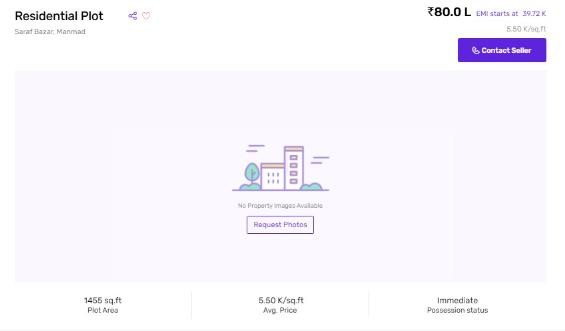 Residential Plot
Saraf Bazar, Manmad
₹80.0 L EMI starts at 39.72 K
5.50 K/sq.ft
Contact Seller
No Property Images Available
Request Photos
1455 sq.ft
Plot Area
5.50 K/sq.ft
Avg. Price
Immediate
Possession status